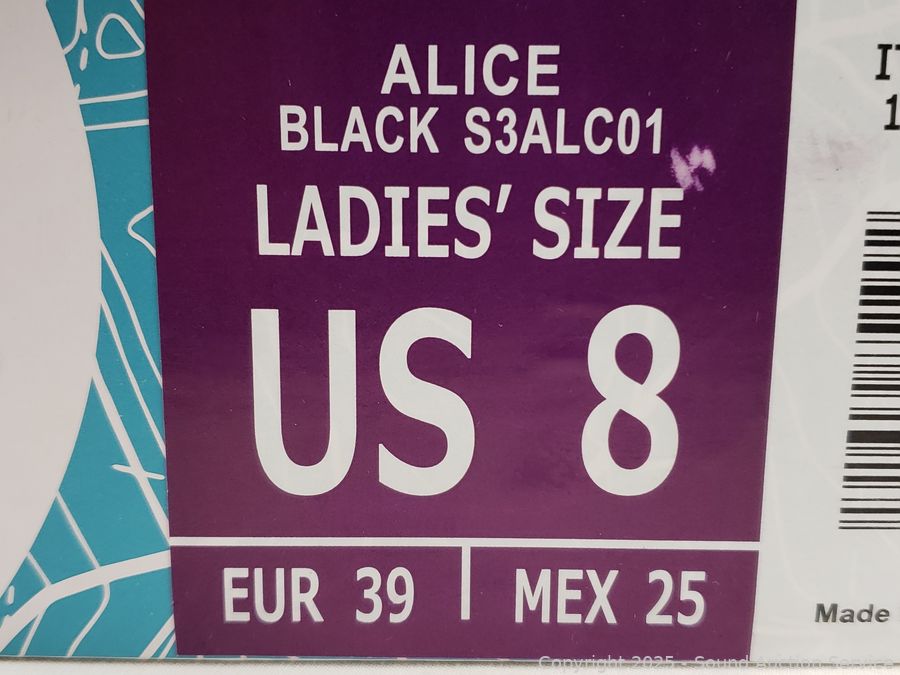 ALICE
BLACK S3ALC01
LADIES' SIZE
US 8
EUR 39
MEX 25
Made
Copyright 2025 - Sound Auction Service